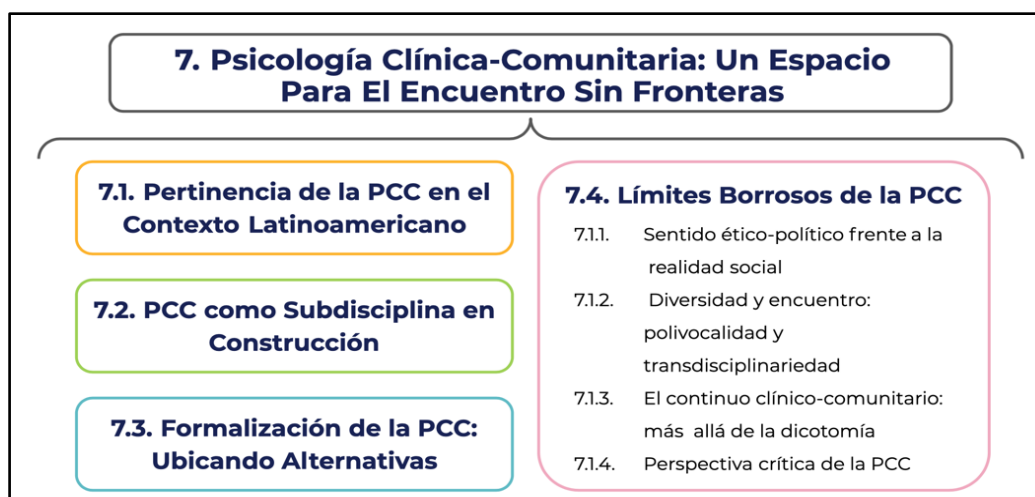 7. Psicología Clínica-Comunitaria: Un Espacio
Para El Encuentro Sin Fronteras
7.1. Pertinencia de la PCC en el
Contexto Latinoamericano
7.2. PCC como Subdisciplina en
Construcción
7.3. Formalización de la PCC:
Ubicando Alternativas
7.4. Límites Borrosos de la PCC
7.1.1. Sentido ético-político frente a la
realidad social
7.1.2. Diversidad y encuentro:
polivocalidad y
transdisciplinariedad
7.1.3. El continuo clínico-comunitario:
más allá de la dicotomía
7.1.4. Perspectiva crítica de la PCC